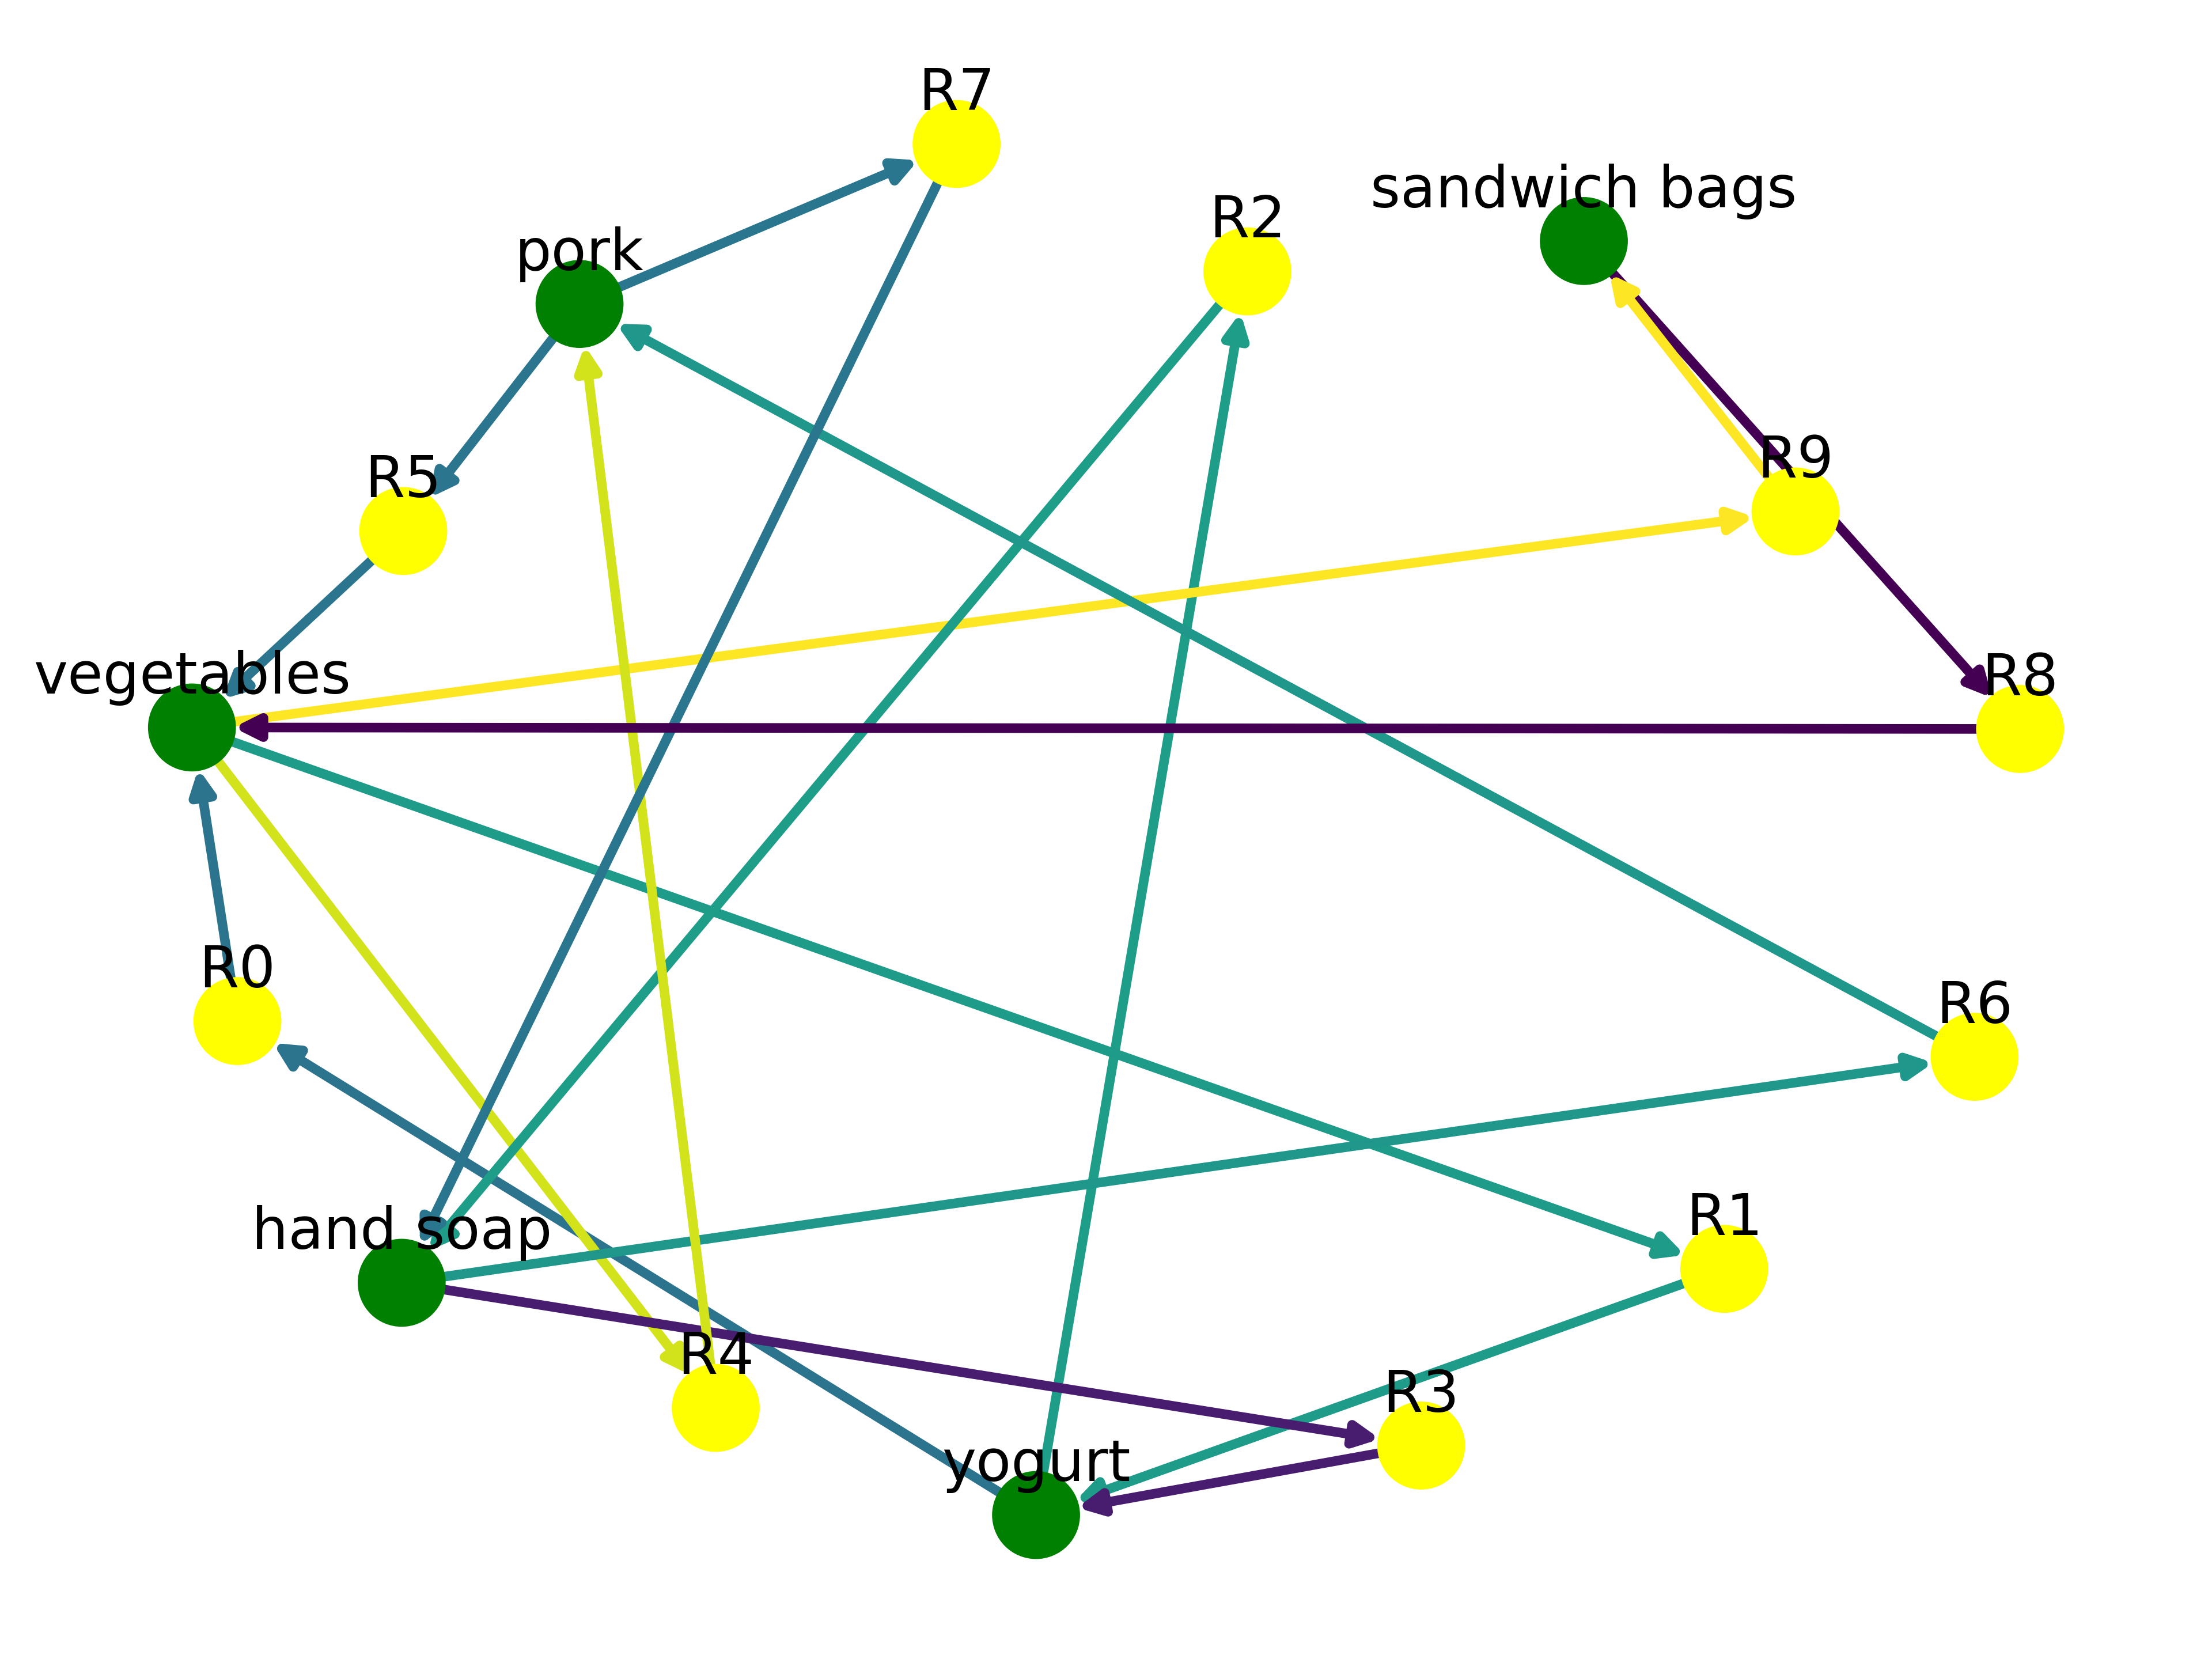 R7
sandwich bags
R2
pork
R9
R5
vegetables
R8
R0
R6
R1
hand soap
R4
R3
yogurt